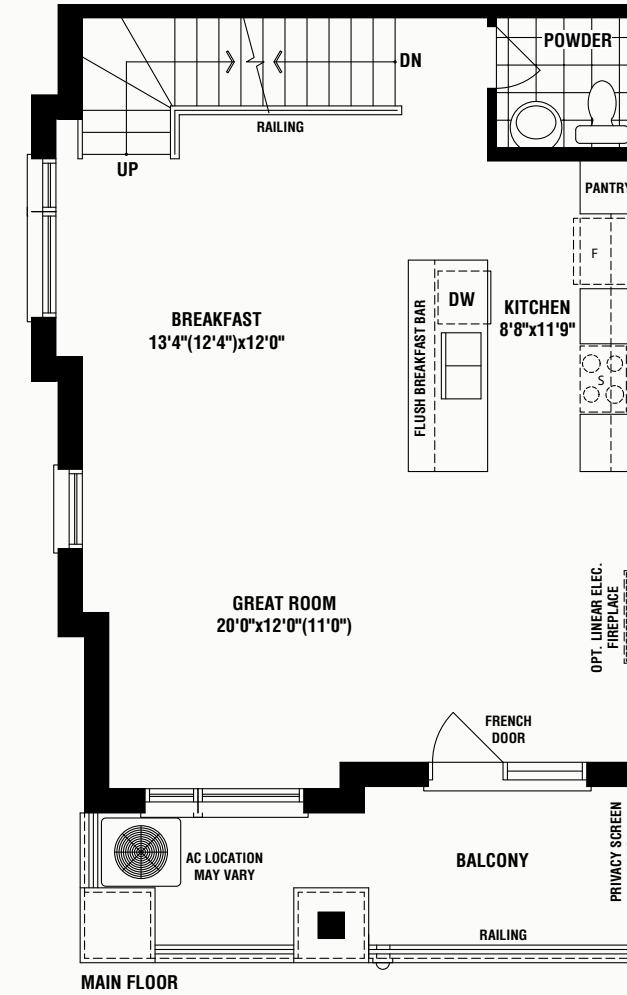 POWDER
DN
RAILING
UP
PANTRY
F
DW
KITCHEN
8'8"x11'9"
FLUSH BREAKFAST BAR
BREAKFAST
13'4"(12'4")x12'0"
S
GREAT ROOM
20'0"x12'0"(11'0")
OPT. LINEAR ELEC.
FIREPLACE
FRENCH
DOOR
AC LOCATION
MAY VARY
BALCONY
PRIVACY SCREEN
RAILING
MAIN FLOOR